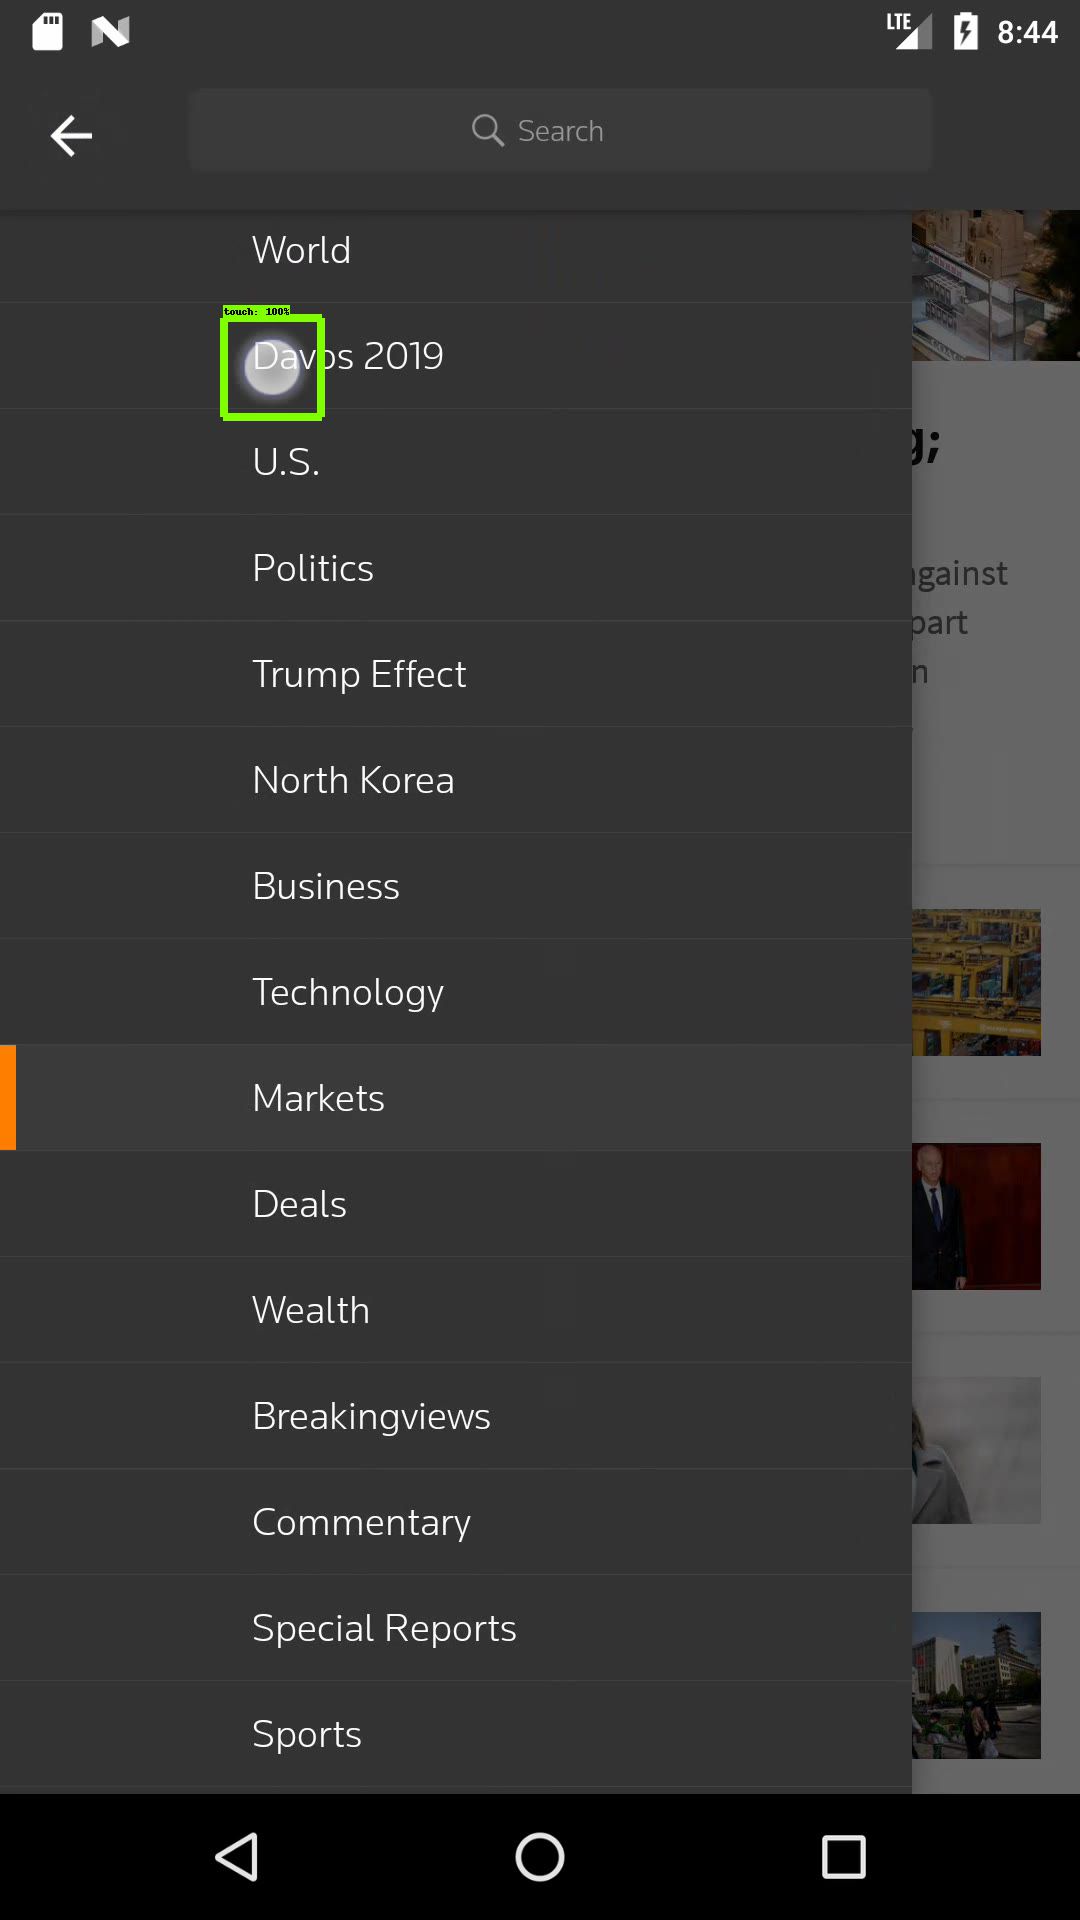 LTE
8:44
Search
World
touch: 100%
Davos 2019
U.S.
g;
Politics
against
part
Trump Effect
n
North Korea
Business
Technology
Markets
Deals
Wealth
Breakingviews
Commentary
Special Reports
Sports